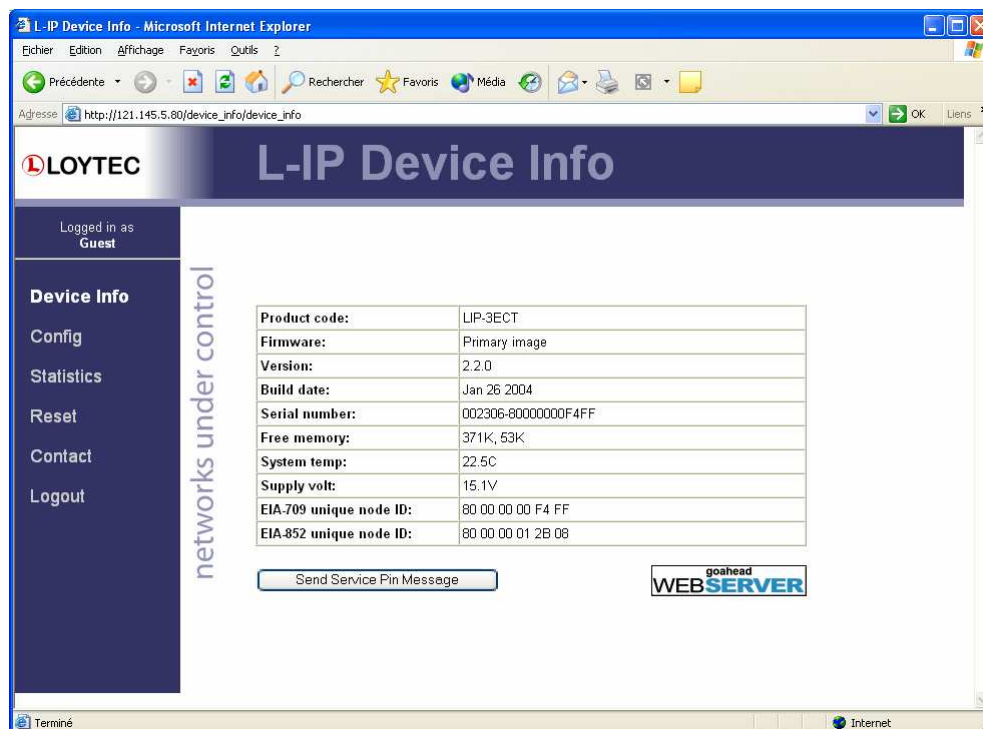 L-IP Device Info - Microsoft Internet Explorer
Fichier Edition Affichage Favoris Outils ?
Précédente Rechercher Favoris Média
Adresse http://121.145.5.80/device_info/device_info OK Liens
LOYTEC
L-IP Device Info
Logged in as
Guest
Device Info
Config
Statistics
Reset
Contact
Logout
networks under control
Product code: LIP-3ECT
Firmware: Primary image
Version: 2.2.0
Build date: Jan 26 2004
Serial number: 002306-80000000F4FF
Free memory: 371K, 53K
System temp: 22.5C
Supply volt: 15.1V
EIA-709 unique node ID: 80 00 00 00 F4 FF
EIA-852 unique node ID: 80 00 00 01 2B 08
Send Service Pin Message
goahead
WEBSERVER
Terminé Internet